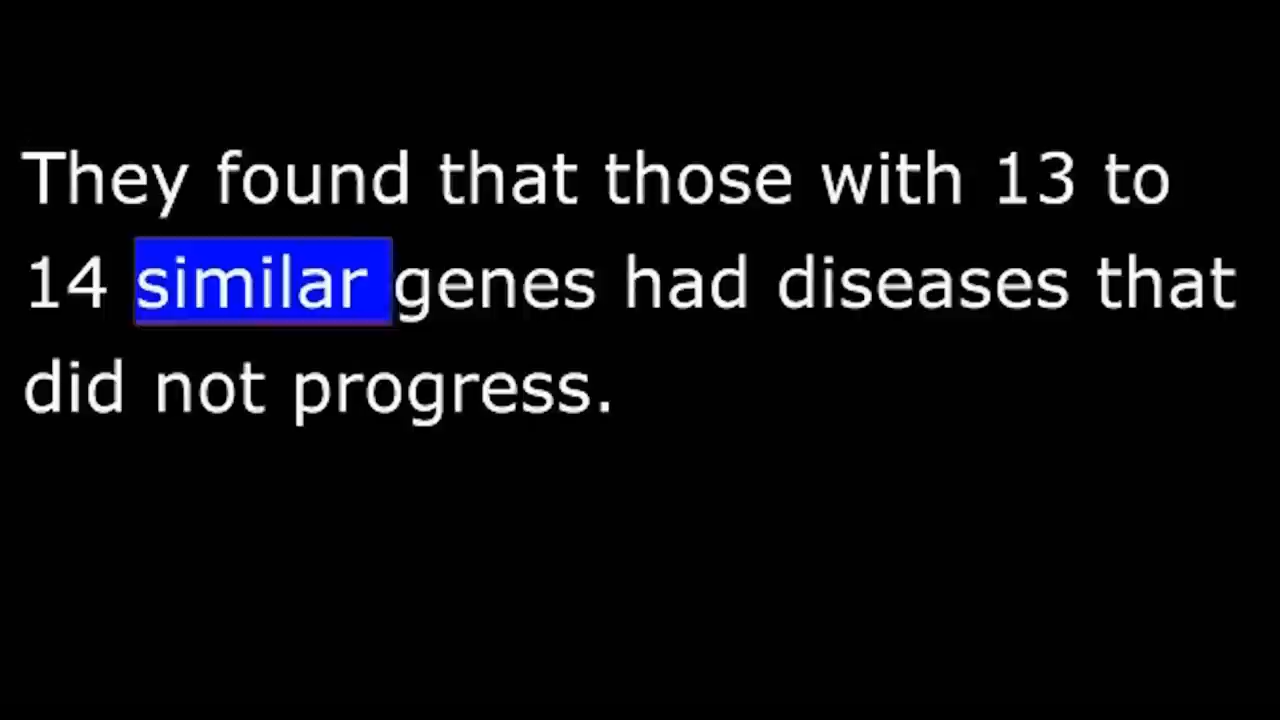 They found that those with 13 to
14 similar genes had diseases that
did not progress.